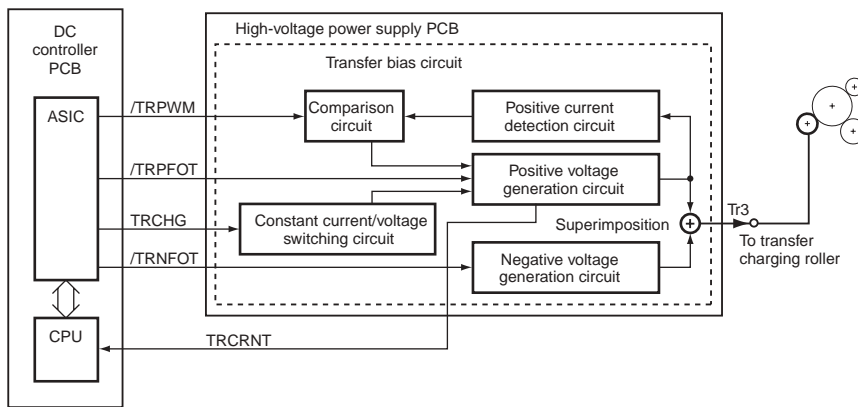 DC
controller
PCB
High-voltage power supply PCB
Transfer bias circuit
ASIC
/TRPWM
Comparison
circuit
Positive current
detection circuit
/TRPFOT
Positive voltage
generation circuit
TRCHG
Constant current/voltage
switching circuit
Superimposition
Tr3
To transfer
charging roller
/TRNFOT
Negative voltage
generation circuit
CPU
TRCRNT